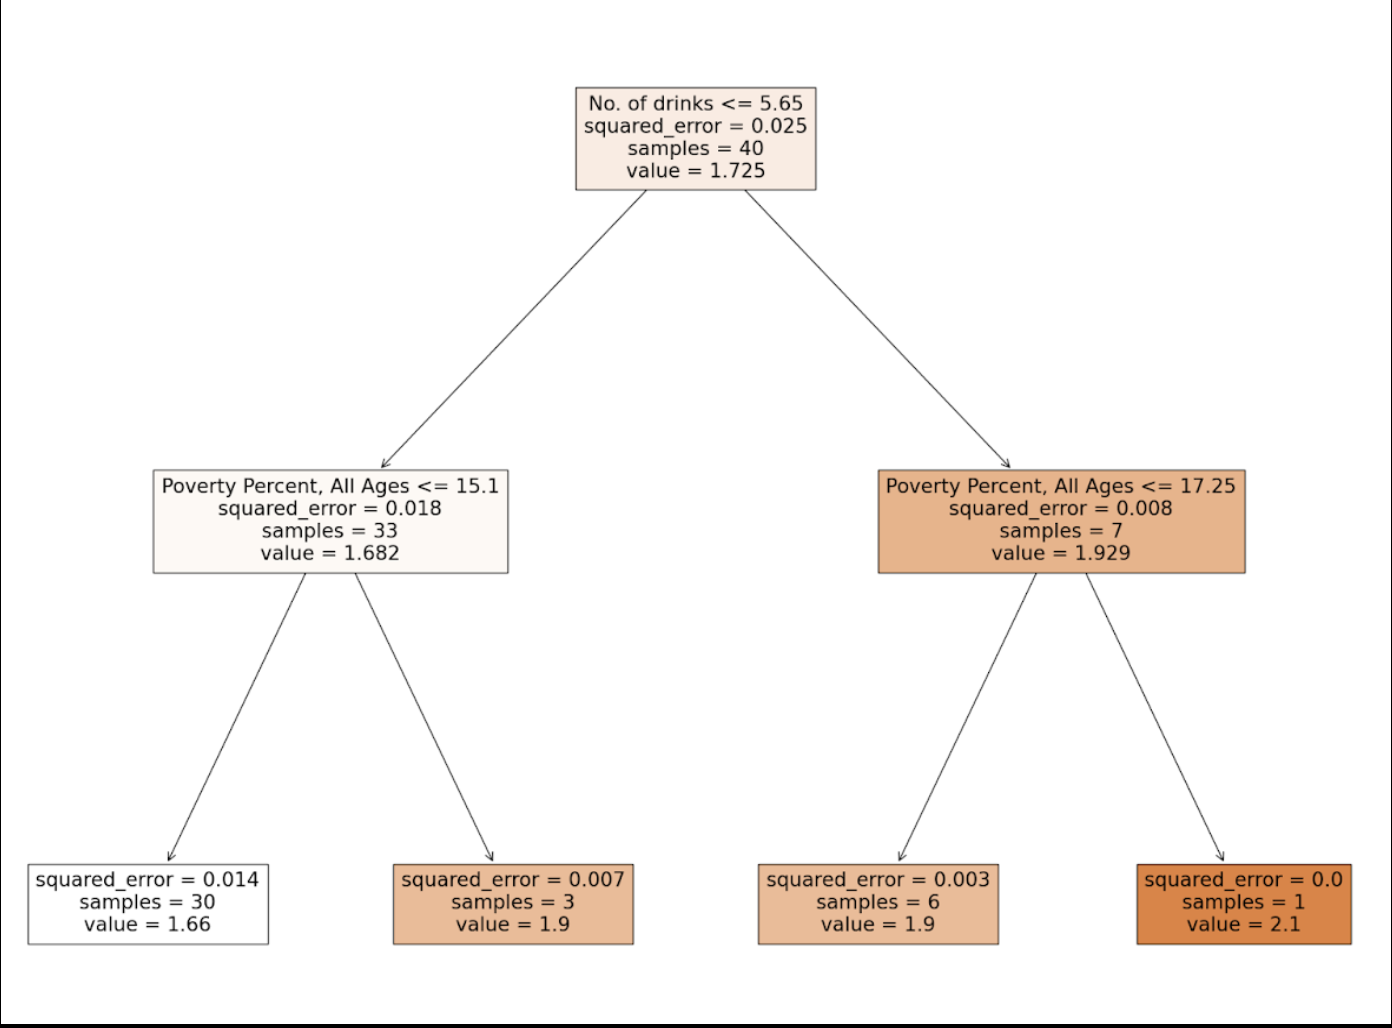 No. of drinks <= 5.65
squared_error = 0.025
samples = 40
value = 1.725
Poverty Percent, All Ages <= 15.1
squared_error = 0.018
samples = 33
value = 1.682
Poverty Percent, All Ages <= 17.25
squared_error = 0.008
samples = 7
value = 1.929
squared_error = 0.014
samples = 30
value = 1.66
squared_error = 0.007
samples = 3
value = 1.9
squared_error = 0.003
samples = 6
value = 1.9
squared_error = 0.0
samples = 1
value = 2.1